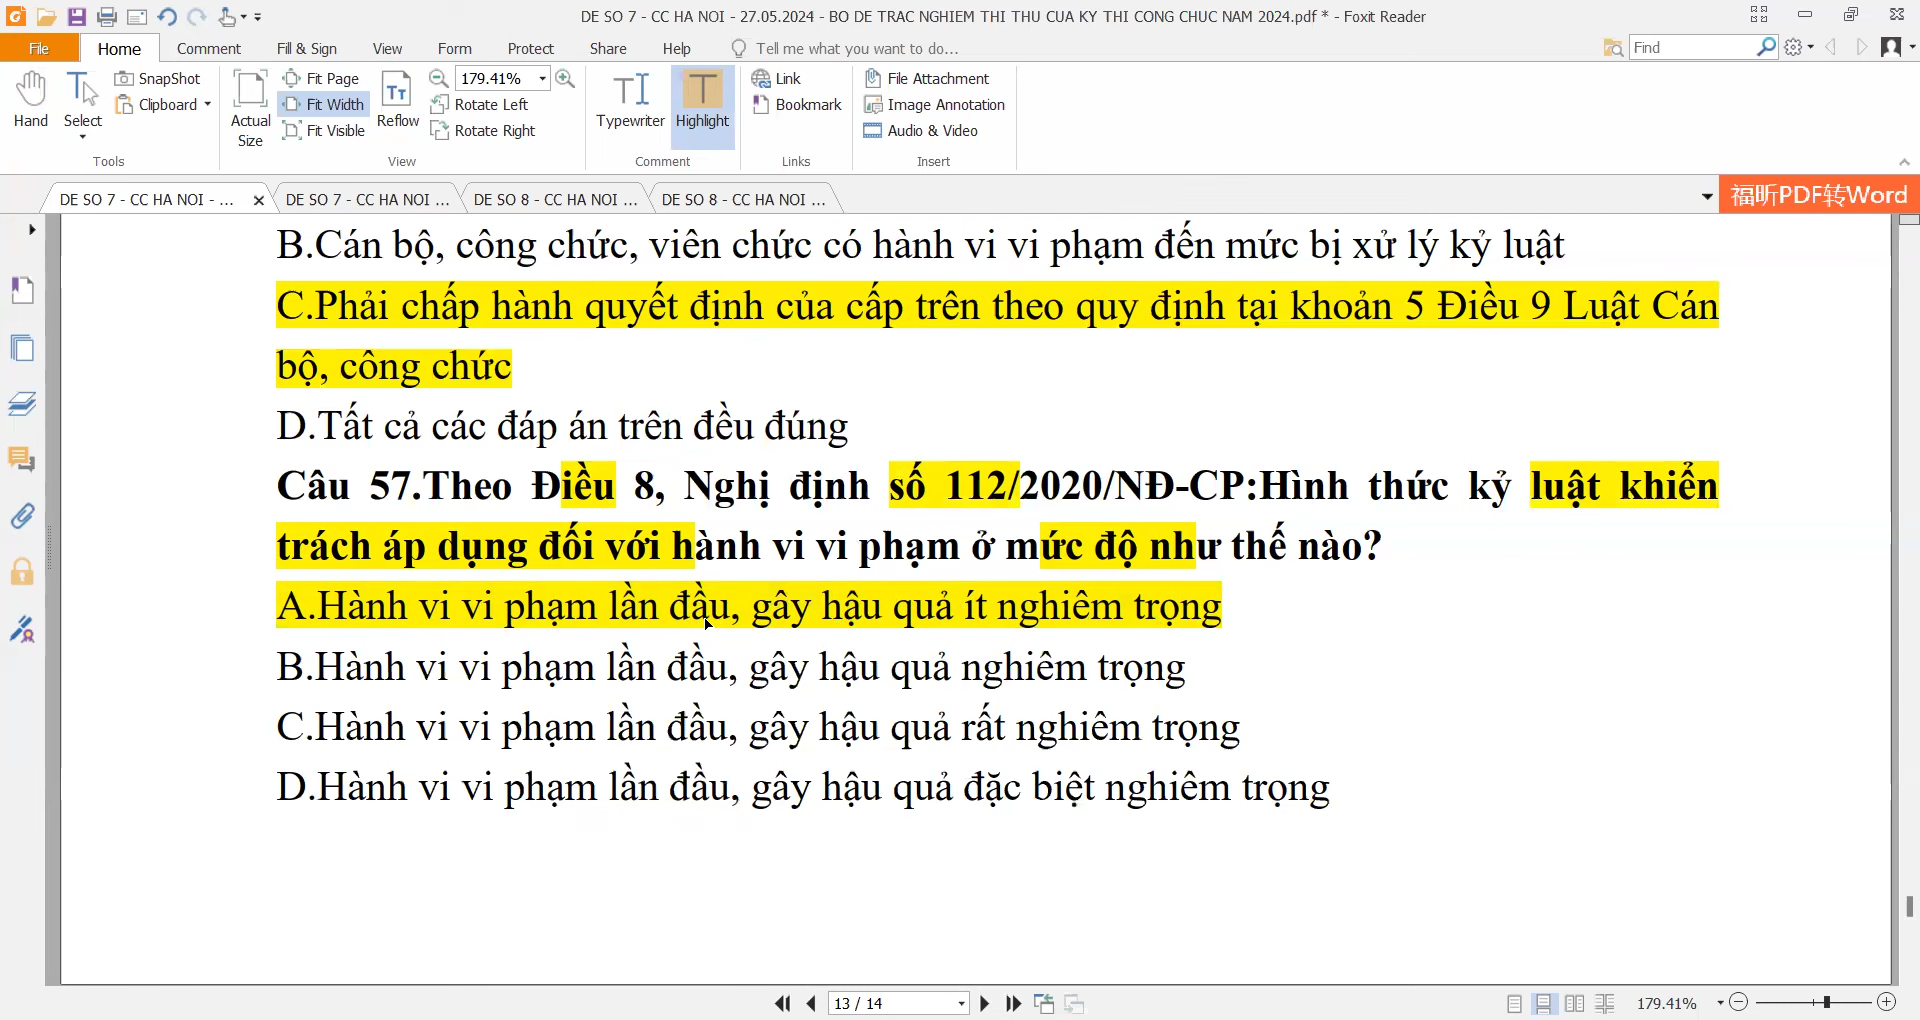 DE SO 7 - CC HA NOI - 27.05.2024 - BO DE TRAC NGHIEM THI THU CUA KY THI CONG CHUC NAM 2024.pdf * - Foxit Reader
File Home Comment Fill & Sign View Form Protect Share Help Tell me what you want to do... Find
SnapShot Fit Page 179.41% Link File Attachment
Clipboard Fit Width Rotate Left Bookmark Image Annotation
Hand Select Actual Size Fit Visible Reflow Rotate Right Typewriter Highlight Audio & Video
Tools View Comment Links Insert
DE SO 7 - CC HA NOI - ... DE SO 7 - CC HA NOI ... DE SO 8 - CC HA NOI ... DE SO 8 - CC HA NOI ... 福昕PDF转Word
B.Cán bộ, công chức, viên chức có hành vi vi phạm đến mức bị xử lý kỷ luật
C.Phải chấp hành quyết định của cấp trên theo quy định tại khoản 5 Điều 9 Luật Cán
bộ, công chức
D.Tất cả các đáp án trên đều đúng
Câu 57.Theo Điều 8, Nghị định số 112/2020/NĐ-CP:Hình thức kỷ luật khiển
trách áp dụng đối với hành vi vi phạm ở mức độ như thế nào?
A.Hành vi vi phạm lần đầu, gây hậu quả ít nghiêm trọng
B.Hành vi vi phạm lần đầu, gây hậu quả nghiêm trọng
C.Hành vi vi phạm lần đầu, gây hậu quả rất nghiêm trọng
D.Hành vi vi phạm lần đầu, gây hậu quả đặc biệt nghiêm trọng
13 / 14 179.41%